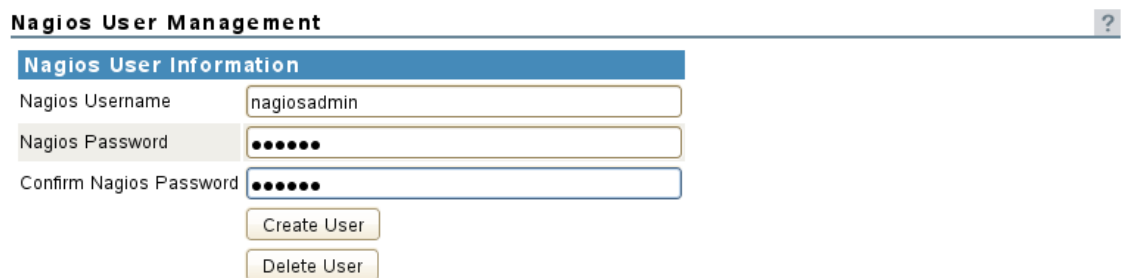 Nagios User Management ?
Nagios User Information
Nagios Username nagiosadmin
Nagios Password ••••••
Confirm Nagios Password ••••••
Create User
Delete User